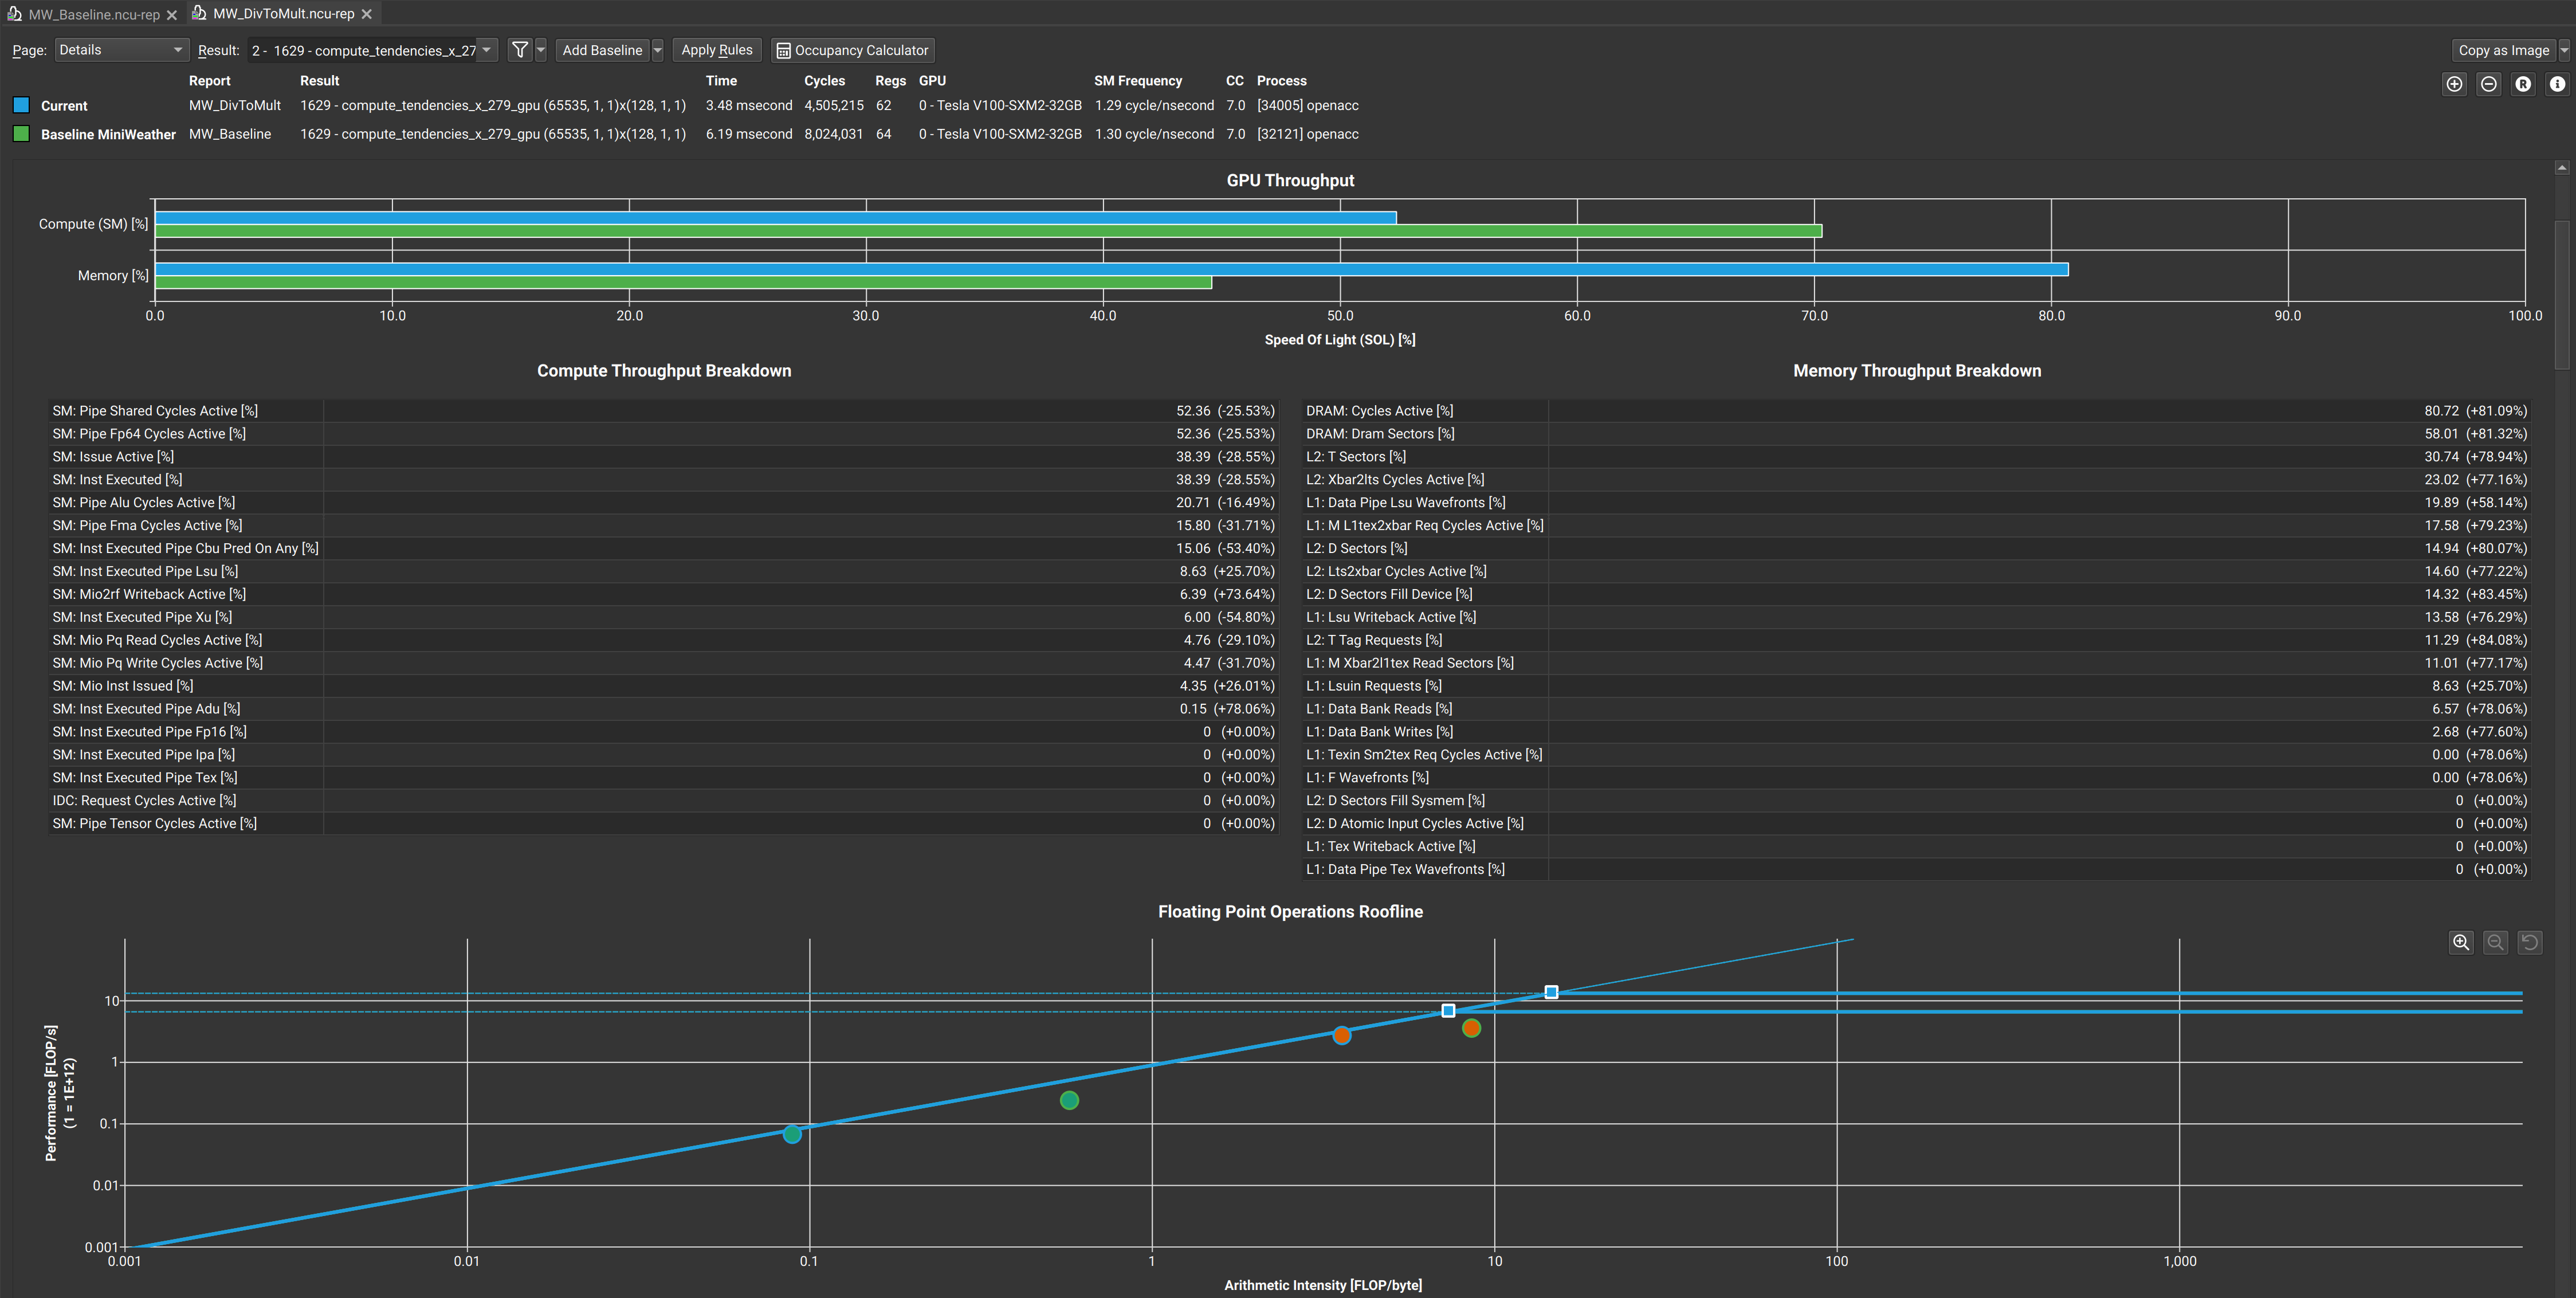 MW_Baseline.ncu-rep MW_DivToMult.ncu-rep
Page: Details Result: 2 - 1629 - compute_tendencies_x_27 Add Baseline Apply Rules Occupancy Calculator Copy as Image
Report Result Time Cycles Regs GPU SM Frequency CC Process
Current MW_DivToMult 1629 - compute_tendencies_x_279_gpu (65535, 1, 1)x(128, 1, 1) 3.48 msecond 4,505,215 62 0 - Tesla V100-SXM2-32GB 1.29 cycle/nsecond 7.0 [34005] openacc
Baseline MiniWeather MW_Baseline 1629 - compute_tendencies_x_279_gpu (65535, 1, 1)x(128, 1, 1) 6.19 msecond 8,024,031 64 0 - Tesla V100-SXM2-32GB 1.30 cycle/nsecond 7.0 [32121] openacc
GPU Throughput
Compute (SM) [%]
Memory [%]
0.0 10.0 20.0 30.0 40.0 50.0 60.0 70.0 80.0 90.0 100.0
Speed Of Light (SOL) [%]
Compute Throughput Breakdown
SM: Pipe Shared Cycles Active [%] 52.36 (-25.53%)
SM: Pipe Fp64 Cycles Active [%] 52.36 (-25.53%)
SM: Issue Active [%] 38.39 (-28.55%)
SM: Inst Executed [%] 38.39 (-28.55%)
SM: Pipe Alu Cycles Active [%] 20.71 (-16.49%)
SM: Pipe Fma Cycles Active [%] 15.80 (-31.71%)
SM: Inst Executed Pipe Cbu Pred On Any [%] 15.06 (-53.40%)
SM: Inst Executed Pipe Lsu [%] 8.63 (+25.70%)
SM: Mio2rf Writeback Active [%] 6.39 (+73.64%)
SM: Inst Executed Pipe Xu [%] 6.00 (-54.80%)
SM: Mio Pq Read Cycles Active [%] 4.76 (-29.10%)
SM: Mio Pq Write Cycles Active [%] 4.47 (-31.70%)
SM: Mio Inst Issued [%] 4.35 (+26.01%)
SM: Inst Executed Pipe Adu [%] 0.15 (+78.06%)
SM: Inst Executed Pipe Fp16 [%] 0 (+0.00%)
SM: Inst Executed Pipe Ipa [%] 0 (+0.00%)
SM: Inst Executed Pipe Tex [%] 0 (+0.00%)
IDC: Request Cycles Active [%] 0 (+0.00%)
SM: Pipe Tensor Cycles Active [%] 0 (+0.00%)
Memory Throughput Breakdown
DRAM: Cycles Active [%] 80.72 (+81.09%)
DRAM: Dram Sectors [%] 58.01 (+81.32%)
L2: T Sectors [%] 30.74 (+78.94%)
L2: Xbar2lts Cycles Active [%] 23.02 (+77.16%)
L1: Data Pipe Lsu Wavefronts [%] 19.89 (+58.14%)
L1: M L1tex2xbar Req Cycles Active [%] 17.58 (+79.23%)
L2: D Sectors [%] 14.94 (+80.07%)
L2: Lts2xbar Cycles Active [%] 14.60 (+77.22%)
L2: D Sectors Fill Device [%] 14.32 (+83.45%)
L1: Lsu Writeback Active [%] 13.58 (+76.29%)
L2: T Tag Requests [%] 11.29 (+84.08%)
L1: M Xbar2l1tex Read Sectors [%] 11.01 (+77.17%)
L1: Lsuin Requests [%] 8.63 (+25.70%)
L1: Data Bank Reads [%] 6.57 (+78.06%)
L1: Data Bank Writes [%] 2.68 (+77.60%)
L1: Texin Sm2tex Req Cycles Active [%] 0.00 (+78.06%)
L1: F Wavefronts [%] 0.00 (+78.06%)
L2: D Sectors Fill Sysmem [%] 0 (+0.00%)
L2: D Atomic Input Cycles Active [%] 0 (+0.00%)
L1: Tex Writeback Active [%] 0 (+0.00%)
L1: Data Pipe Tex Wavefronts [%] 0 (+0.00%)
Floating Point Operations Roofline
Performance [FLOP/s]
(1 = 1E+12)
10
1
0.1
0.01
0.001
0.001 0.01 0.1 1 10 100 1,000
Arithmetic Intensity [FLOP/byte]